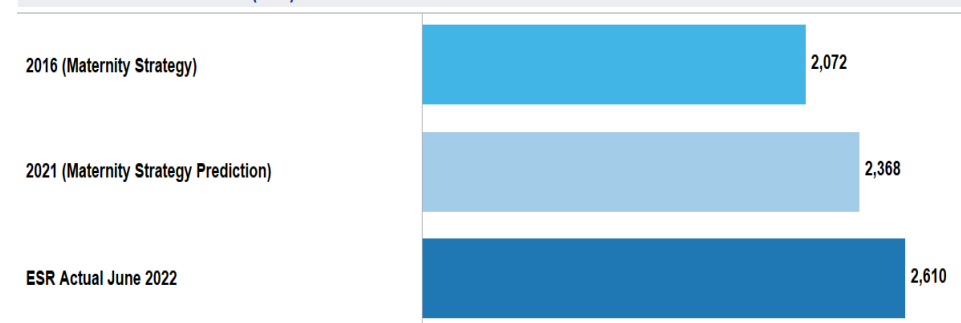 2016 (Maternity Strategy) 2,072
2021 (Maternity Strategy Prediction) 2,368
ESR Actual June 2022 2,610